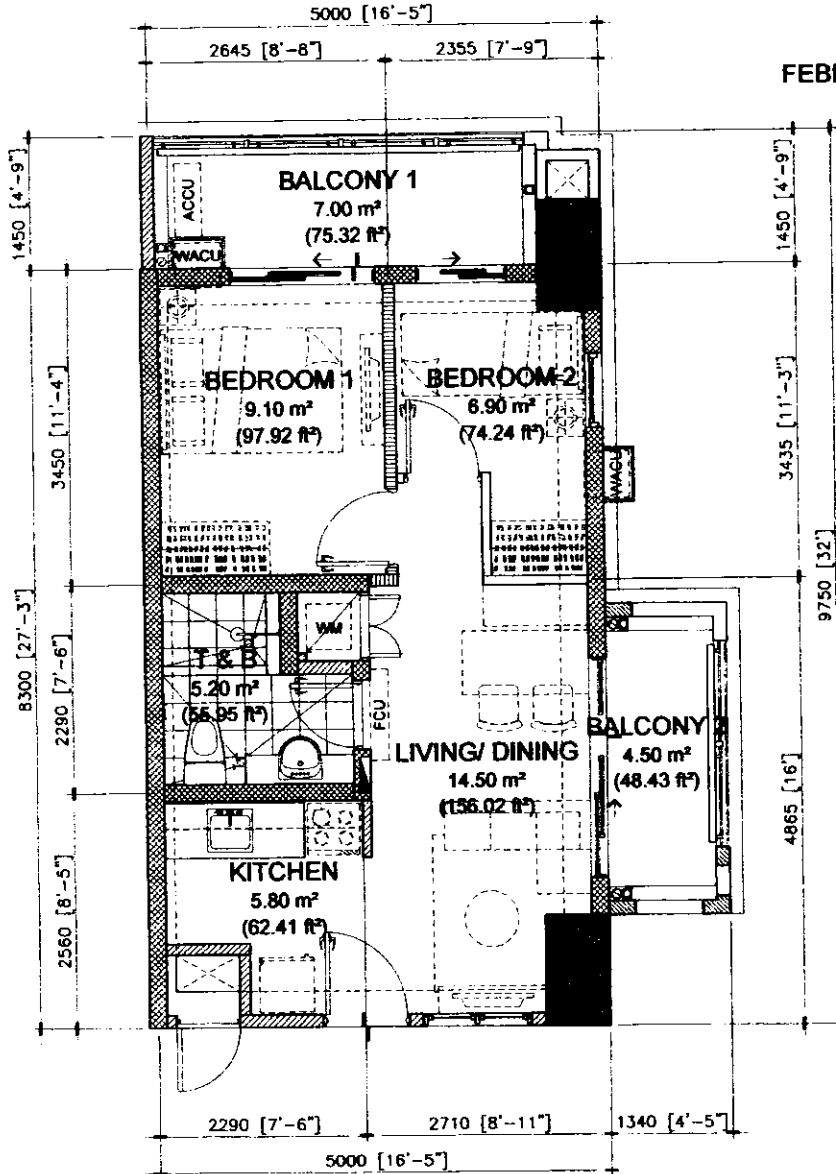 5000 [16'-5"]
2645 [8'-8"]
2355 [7'-9"]
FEB
1450 [4'-9"]
1450 [4'-9"]
ACCU
WACU
BALCONY 1
7.00 m²
(75.32 ft²)
BEDROOM 1
9.10 m²
(97.92 ft²)
BEDROOM 2
6.90 m²
(74.24 ft²)
WACU
3450 [11'-4"]
3435 [11'-3"]
9750 [32']
8300 [27'-3"]
WM
T & B
5.20 m²
(55.95 ft²)
FCU
2290 [7'-6"]
LIVING/ DINING
14.50 m²
(156.02 ft²)
BALCONY
4.50 m²
(48.43 ft²)
4865 [16']
KITCHEN
5.80 m²
(62.41 ft²)
2560 [8'-5"]
2290 [7'-6"]
2710 [8'-11"]
1340 [4'-5"]
5000 [16'-5"]